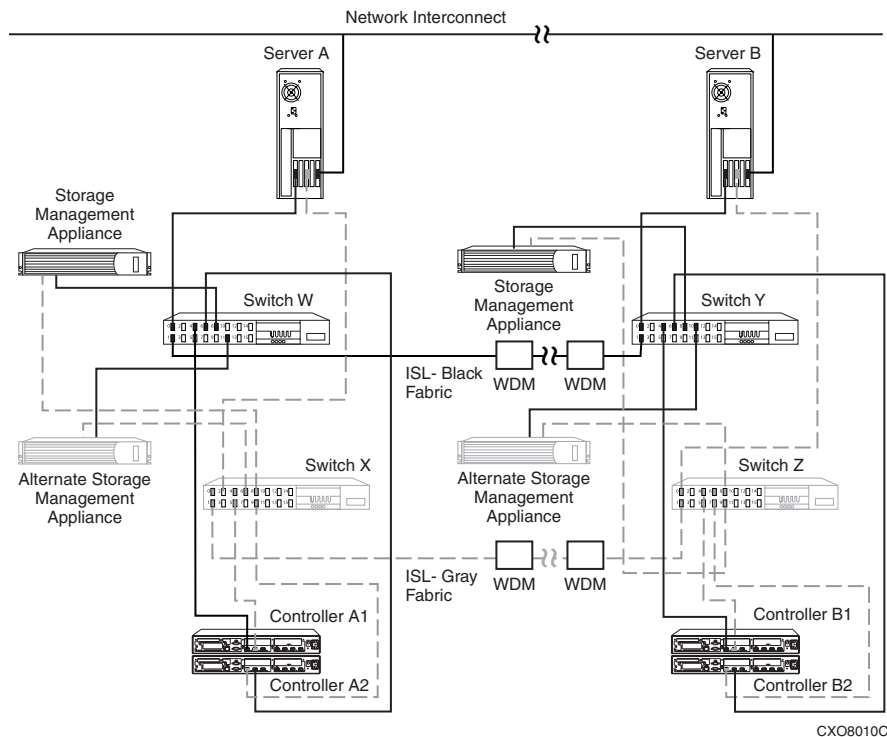 Network Interconnect
Server A
Server B
Storage
Management
Appliance
Switch W
Storage
Management
Appliance
Switch Y
ISL- Black
Fabric
WDM
WDM
Alternate Storage
Management
Appliance
Switch X
Alternate Storage
Management
Appliance
Switch Z
ISL- Gray
Fabric
WDM
WDM
Controller A1
Controller A2
Controller B1
Controller B2
CXO8010C